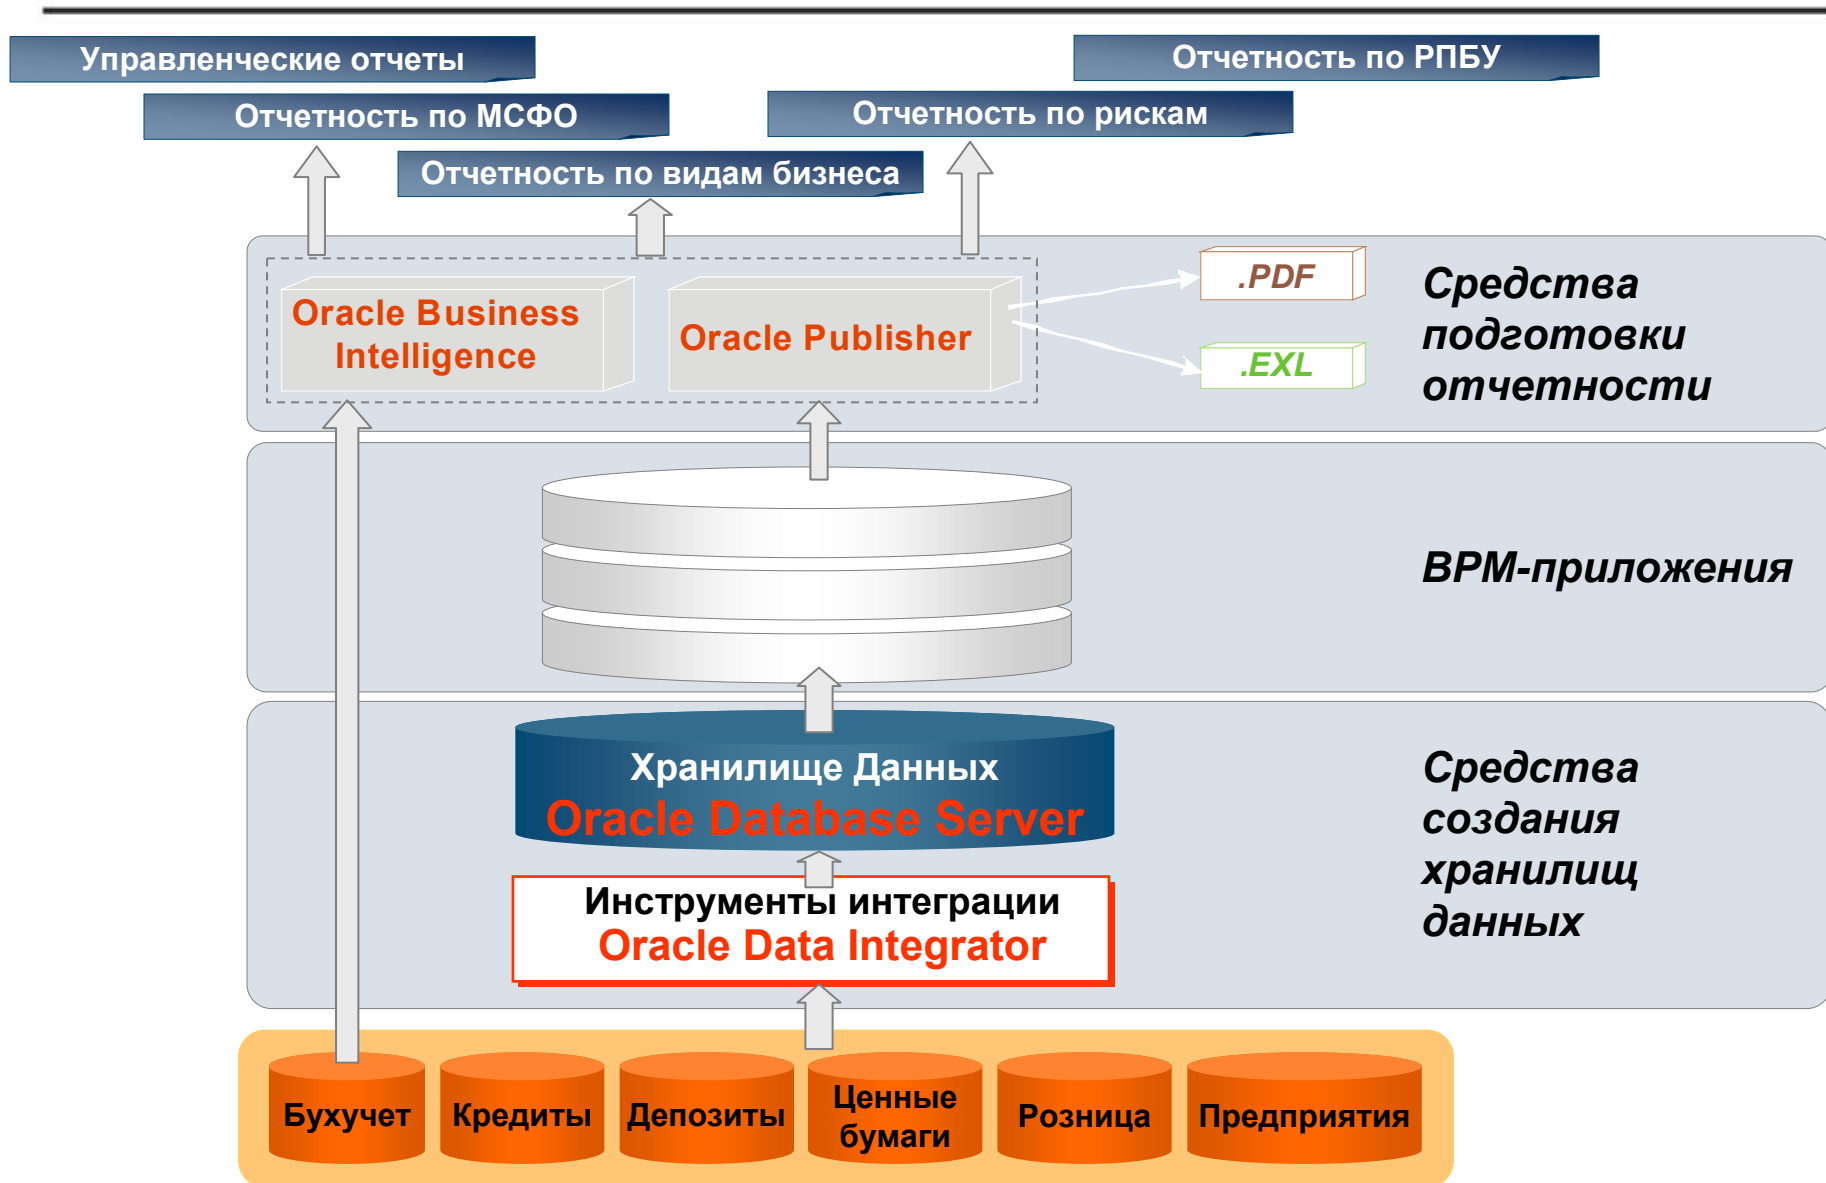 Управленческие отчеты
Отчетность по РПБУ
Отчетность по МСФО
Отчетность по рискам
Отчетность по видам бизнеса
Oracle Business
Intelligence
Oracle Publisher
.PDF
.EXL
Средства
подготовки
отчетности
BPM-приложения
Хранилище Данных
Oracle Database Server
Инструменты интеграции
Oracle Data Integrator
Средства
создания
хранилищ
данных
Бухучет
Кредиты
Депозиты
Ценные
бумаги
Розница
Предприятия